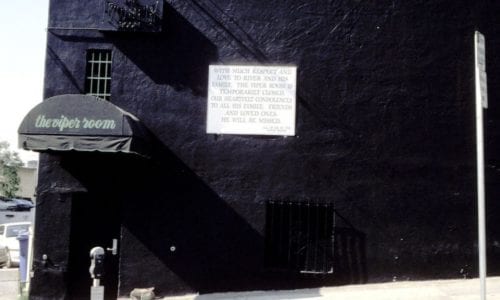 the viper room
WITH MUCH RESPECT AND
LOVE TO RIVER AND HIS
FAMILY. THE VIPER ROOM IS
TEMPORARILY CLOSED.
OUR HEARTFELT CONDOLENCES
TO ALL HIS FAMILY, FRIENDS
AND LOVED ONES.
HE WILL BE MISSED.